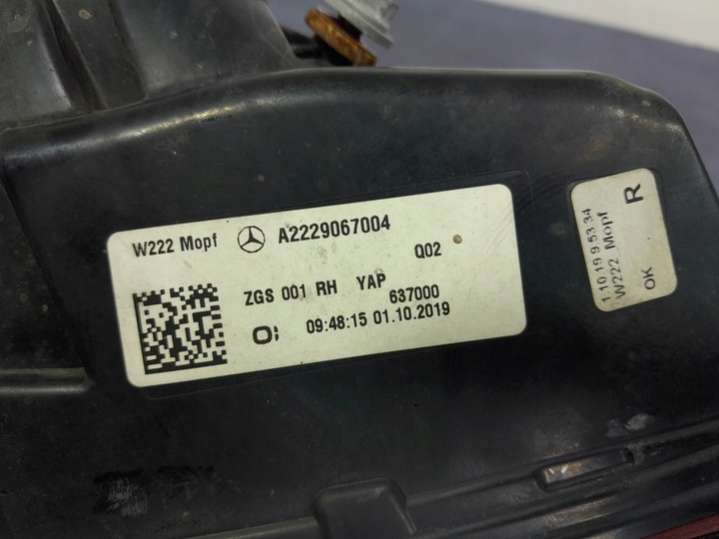 W222 Mopf A2229067004
Q02
ZGS 001 RH YAP
637000
09:48:15 01.10.2019
1.10.19 9.53.34
W222 Mopf
OK R